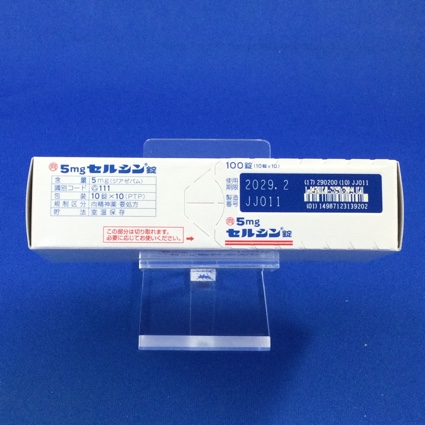 向 5mg セルシン®錠
含量 5mg(ジアゼパム)
識別コード 111
包装 10錠×10(PTP)
規制区分 向精神薬 要処方
貯法 室温保存
この部分は切り取れます。
必要に応じてお使いください。
100錠(10錠×10)
使用期限 2029.2
製造番号 JJ011
(17) 290200 (10) JJ011
(01) 14987123139202
向 5mg
セルシン®錠